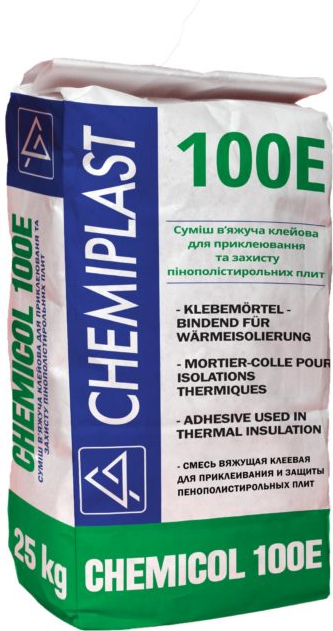 100E
Суміш в'яжуча клейова
для приклеювання
та захисту
пінополістирольних плит
- KLEBEMÖRTEL -
BINDEND FÜR
WÄRMEISOLIERUNG
- MORTIER-COLLE POUR
ISOLATIONS
THERMIQUES
- ADHESIVE USED IN
THERMAL INSULATION
- СМЕСЬ ВЯЖУЩАЯ КЛЕЕВАЯ
ДЛЯ ПРИКЛЕИВАНИЯ И ЗАЩИТЫ
ПЕНОПОЛИСТИРОЛЬНЫХ ПЛИТ
CHEMIPLAST
CHEMICOL 100E
CHEMICOL 100E
СУМІШ В'ЯЖУЧА КЛЕЙОВА ДЛЯ ПРИКЛЕЮВАННЯ ТА
ЗАХИСТУ ПІНОПОЛІСТИРОЛЬНИХ ПЛИТ
25 kg